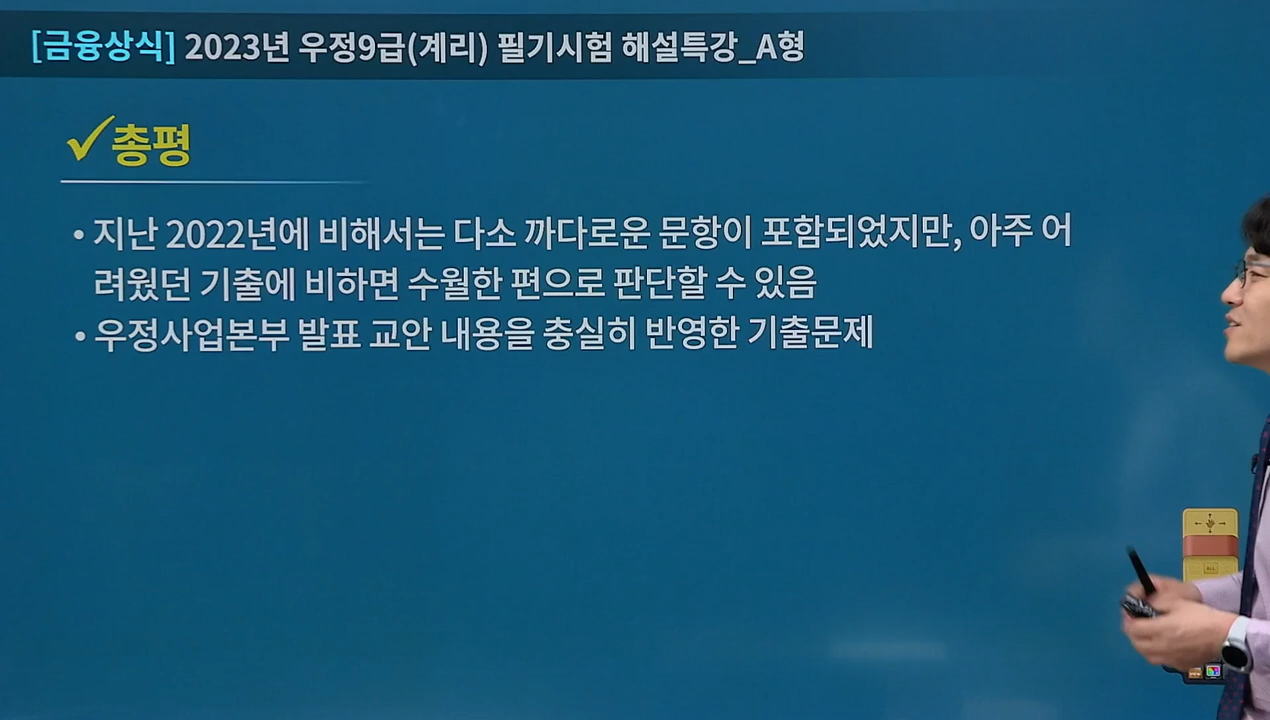 [금융상식] 2023년 우정9급(계리) 필기시험 해설특강_A형
총평
• 지난 2022년에 비해서는 다소 까다로운 문항이 포함되었지만, 아주 어
려웠던 기출에 비하면 수월한 편으로 판단할 수 있음
• 우정사업본부 발표 교안 내용을 충실히 반영한 기출문제
ALL